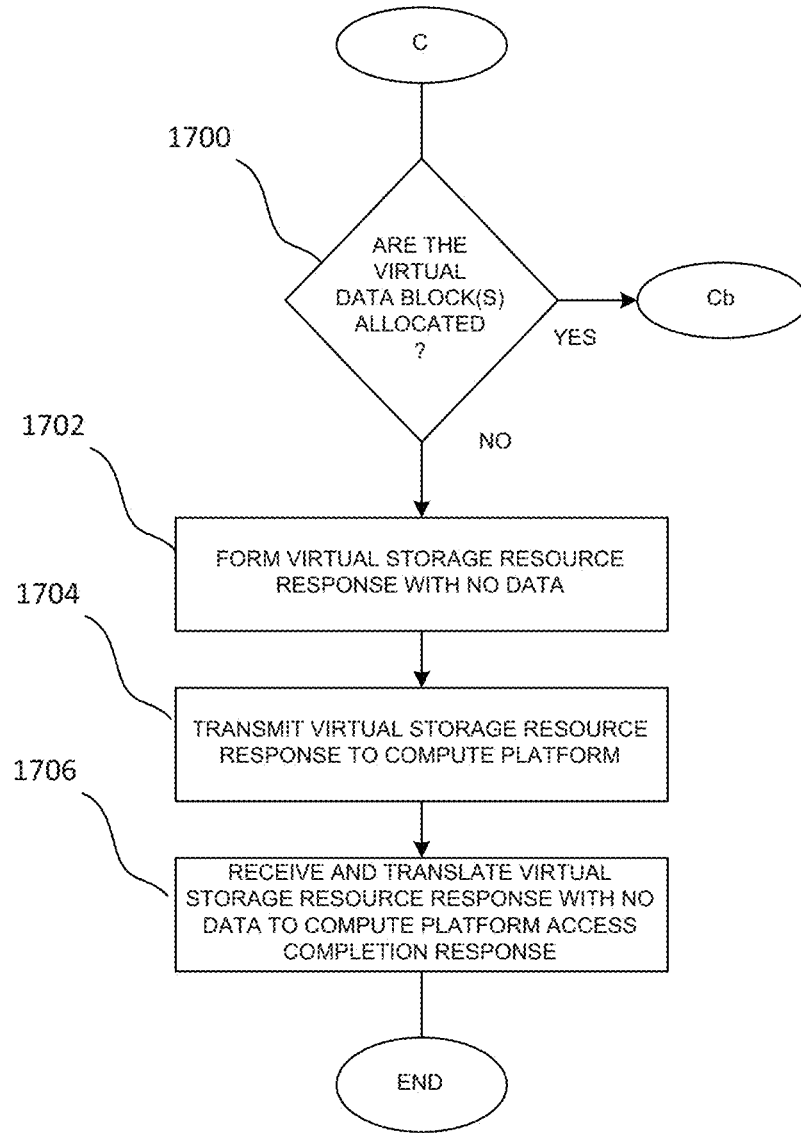 C
1700
ARE THE
VIRTUAL
DATA BLOCK(S)
ALLOCATED
?
Cb
YES
NO
1702
FORM VIRTUAL STORAGE RESOURCE
RESPONSE WITH NO DATA
1704
TRANSMIT VIRTUAL STORAGE RESOURCE
RESPONSE TO COMPUTE PLATFORM
1706
RECEIVE AND TRANSLATE VIRTUAL
STORAGE RESOURCE RESPONSE WITH NO
DATA TO COMPUTE PLATFORM ACCESS
COMPLETION RESPONSE
END